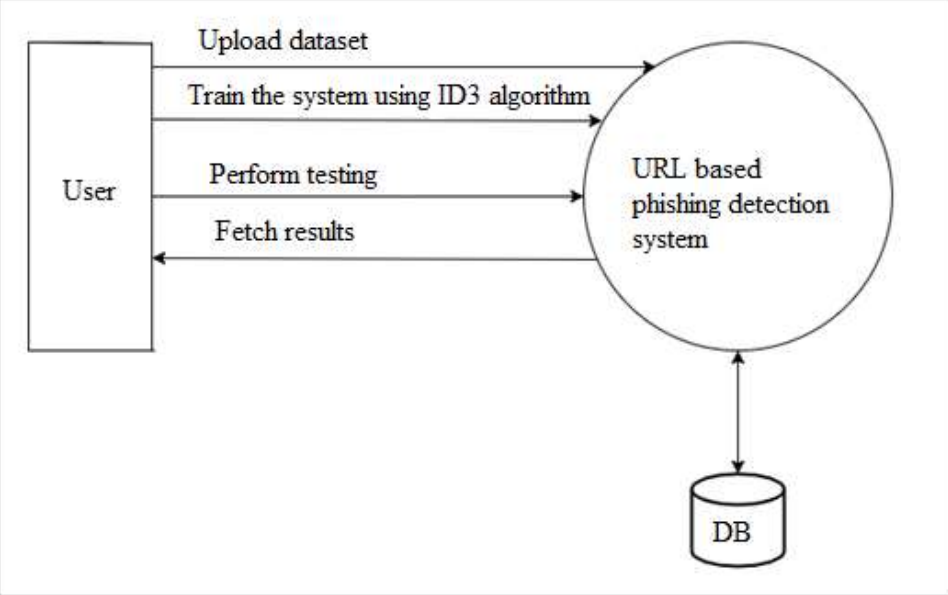 Upload dataset
Train the system using ID3 algorithm
User
Perform testing
Fetch results
URL based
phishing detection
system
DB